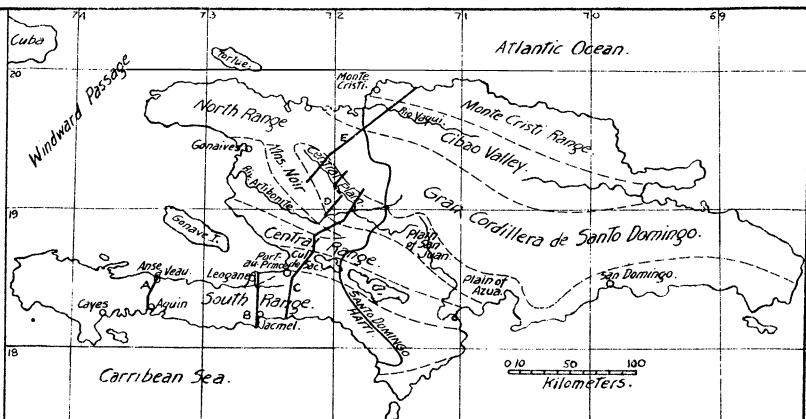 74 73 72 71 70 69
Cuba
Atlantic Ocean.
Tortue.
20
Windward Passage
Monte
Cristi.
North Range
Rio Yaqui.
Monte Cristi Range
E
Cibao Valley.
Gonaives
Mns. Noir
Central Plain
Riv. Artibonite
D
19
Gonave I.
Gran Cordillera de Santo Domingo.
Central Range
Plain
of San
Juan.
Port-
au-Prince
Cul
de Sac
Anse
Veau.
Leogane
Plain of
Azua.
San Domingo.
A
South Range.
C
Cayes
Aquin
B
Jacmel.
SANTO DOMINGO
HAITI
18
Carribean Sea.
0 10 50 100
Kilometers.